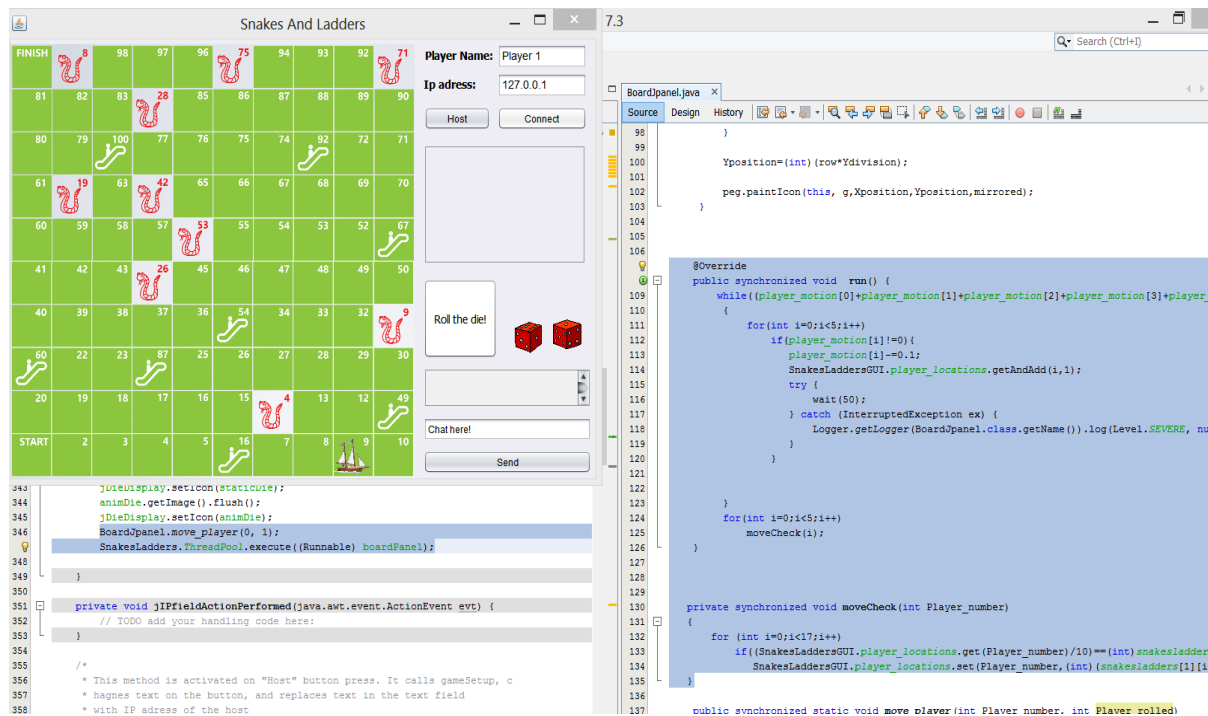 Snakes And Ladders
FINISH 8 98 97 96 75 94 93 92 71
81 82 83 28 85 86 87 88 89 90
80 79 100 77 76 75 74 92 72 71
61 19 63 42 65 66 67 68 69 70
60 59 58 57 53 55 54 53 52 67
41 42 43 26 45 46 47 48 49 50
40 39 38 37 36 54 34 33 32 9
60 22 23 87 25 26 27 28 29 30
20 19 18 17 16 15 4 13 12 49
START 2 3 4 5 16 7 8 9 10
Player Name: Player 1
Ip adress: 127.0.0.1
Host Connect
Roll the die!
Chat here!
Send
343 jDieDisplay.setIcon(staticDie);
344 animDie.getImage().flush();
345 jDieDisplay.setIcon(animDie);
346 BoardJpanel.move_player(0, 1);
SnakesLadders.ThreadPool.execute((Runnable) boardPanel);
348
349 }
350
351 private void jIPfieldActionPerformed(java.awt.event.ActionEvent evt) {
352 // TODO add your handling code here:
353 }
354
355 /*
356 * This method is activated on "Host" button press. It calls gameSetup, c
357 * hagnes text on the button, and replaces text in the text field
358 * with IP adress of the host
7.3
Search (Ctrl+I)
BoardJpanel.java
Source Design History
98 }
99
100 Yposition=(int)(row*Ydivision);
101
102 peg.paintIcon(this, g,Xposition,Yposition,mirrored);
103 }
104
105
106
@Override
public synchronized void run() {
109 while((player_motion[0]+player_motion[1]+player_motion[2]+player_motion[3]+player_
110 {
111 for(int i=0;i<5;i++)
112 if(player_motion[i]!=0){
113 player_motion[i]-=0.1;
114 SnakesLaddersGUI.player_locations.getAndAdd(i,1);
115 try {
116 wait(50);
117 } catch (InterruptedException ex) {
118 Logger.getLogger(BoardJpanel.class.getName()).log(Level.SEVERE, nu
119 }
120 }
121
122
123 }
124 for(int i=0;i<5;i++)
125 moveCheck(i);
126 }
127
128
129
130 private synchronized void moveCheck(int Player_number)
131 {
132 for (int i=0;i<17;i++)
133 if((SnakesLaddersGUI.player_locations.get(Player_number)/10)==(int)snakesladder
134 SnakesLaddersGUI.player_locations.set(Player_number,(int)(snakesladders[1][i
135 }
136
137 public synchronized static void move_player(int Player_number, int Player_rolled)